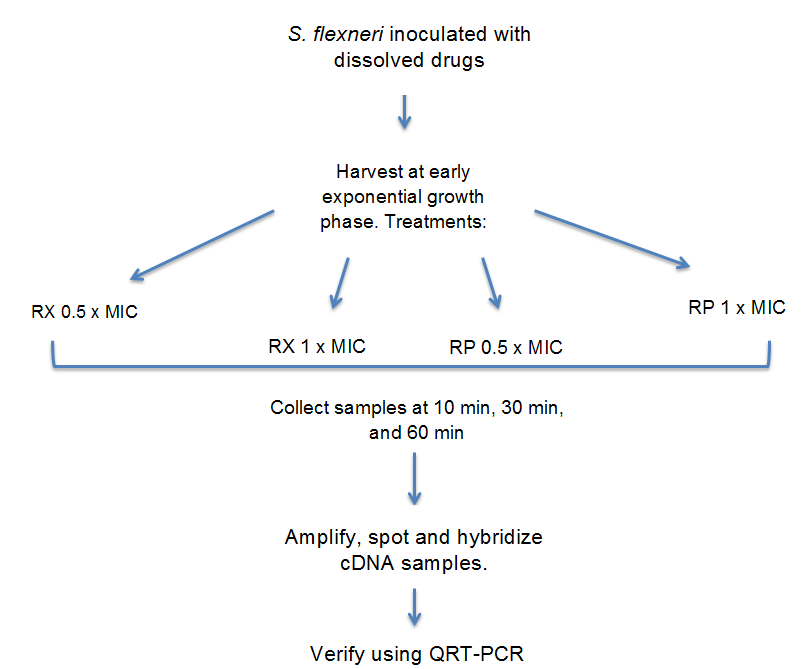 S. flexneri inoculated with
dissolved drugs
Harvest at early
exponential growth
phase. Treatments:
RX 0.5 x MIC
RX 1 x MIC
RP 0.5 x MIC
RP 1 x MIC
Collect samples at 10 min, 30 min,
and 60 min
Amplify, spot and hybridize
cDNA samples.
Verify using QRT-PCR